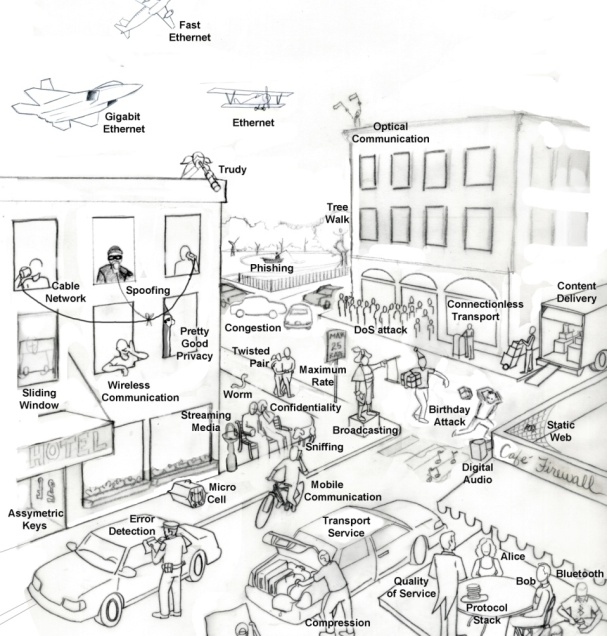 Fast
Ethernet
Gigabit
Ethernet
Ethernet
Optical
Communication
Trudy
Tree
Walk
Phishing
Cable
Network
Spoofing
Congestion
DoS attack
Connectionless
Transport
Content
Delivery
Pretty
Good
Privacy
MAX
25
Twisted
Pair
Maximum
Rate
Sliding
Window
Wireless
Communication
Worm
Confidentiality
Streaming
Media
Broadcasting
Birthday
Attack
Static
Web
HOTEL
Sniffing
Café Firewall
Digital
Audio
Micro
Cell
Mobile
Communication
Assymetric
Keys
Error
Detection
Transport
Service
Alice
Quality
of Service
Bob
Bluetooth
Protocol
Stack
Compression